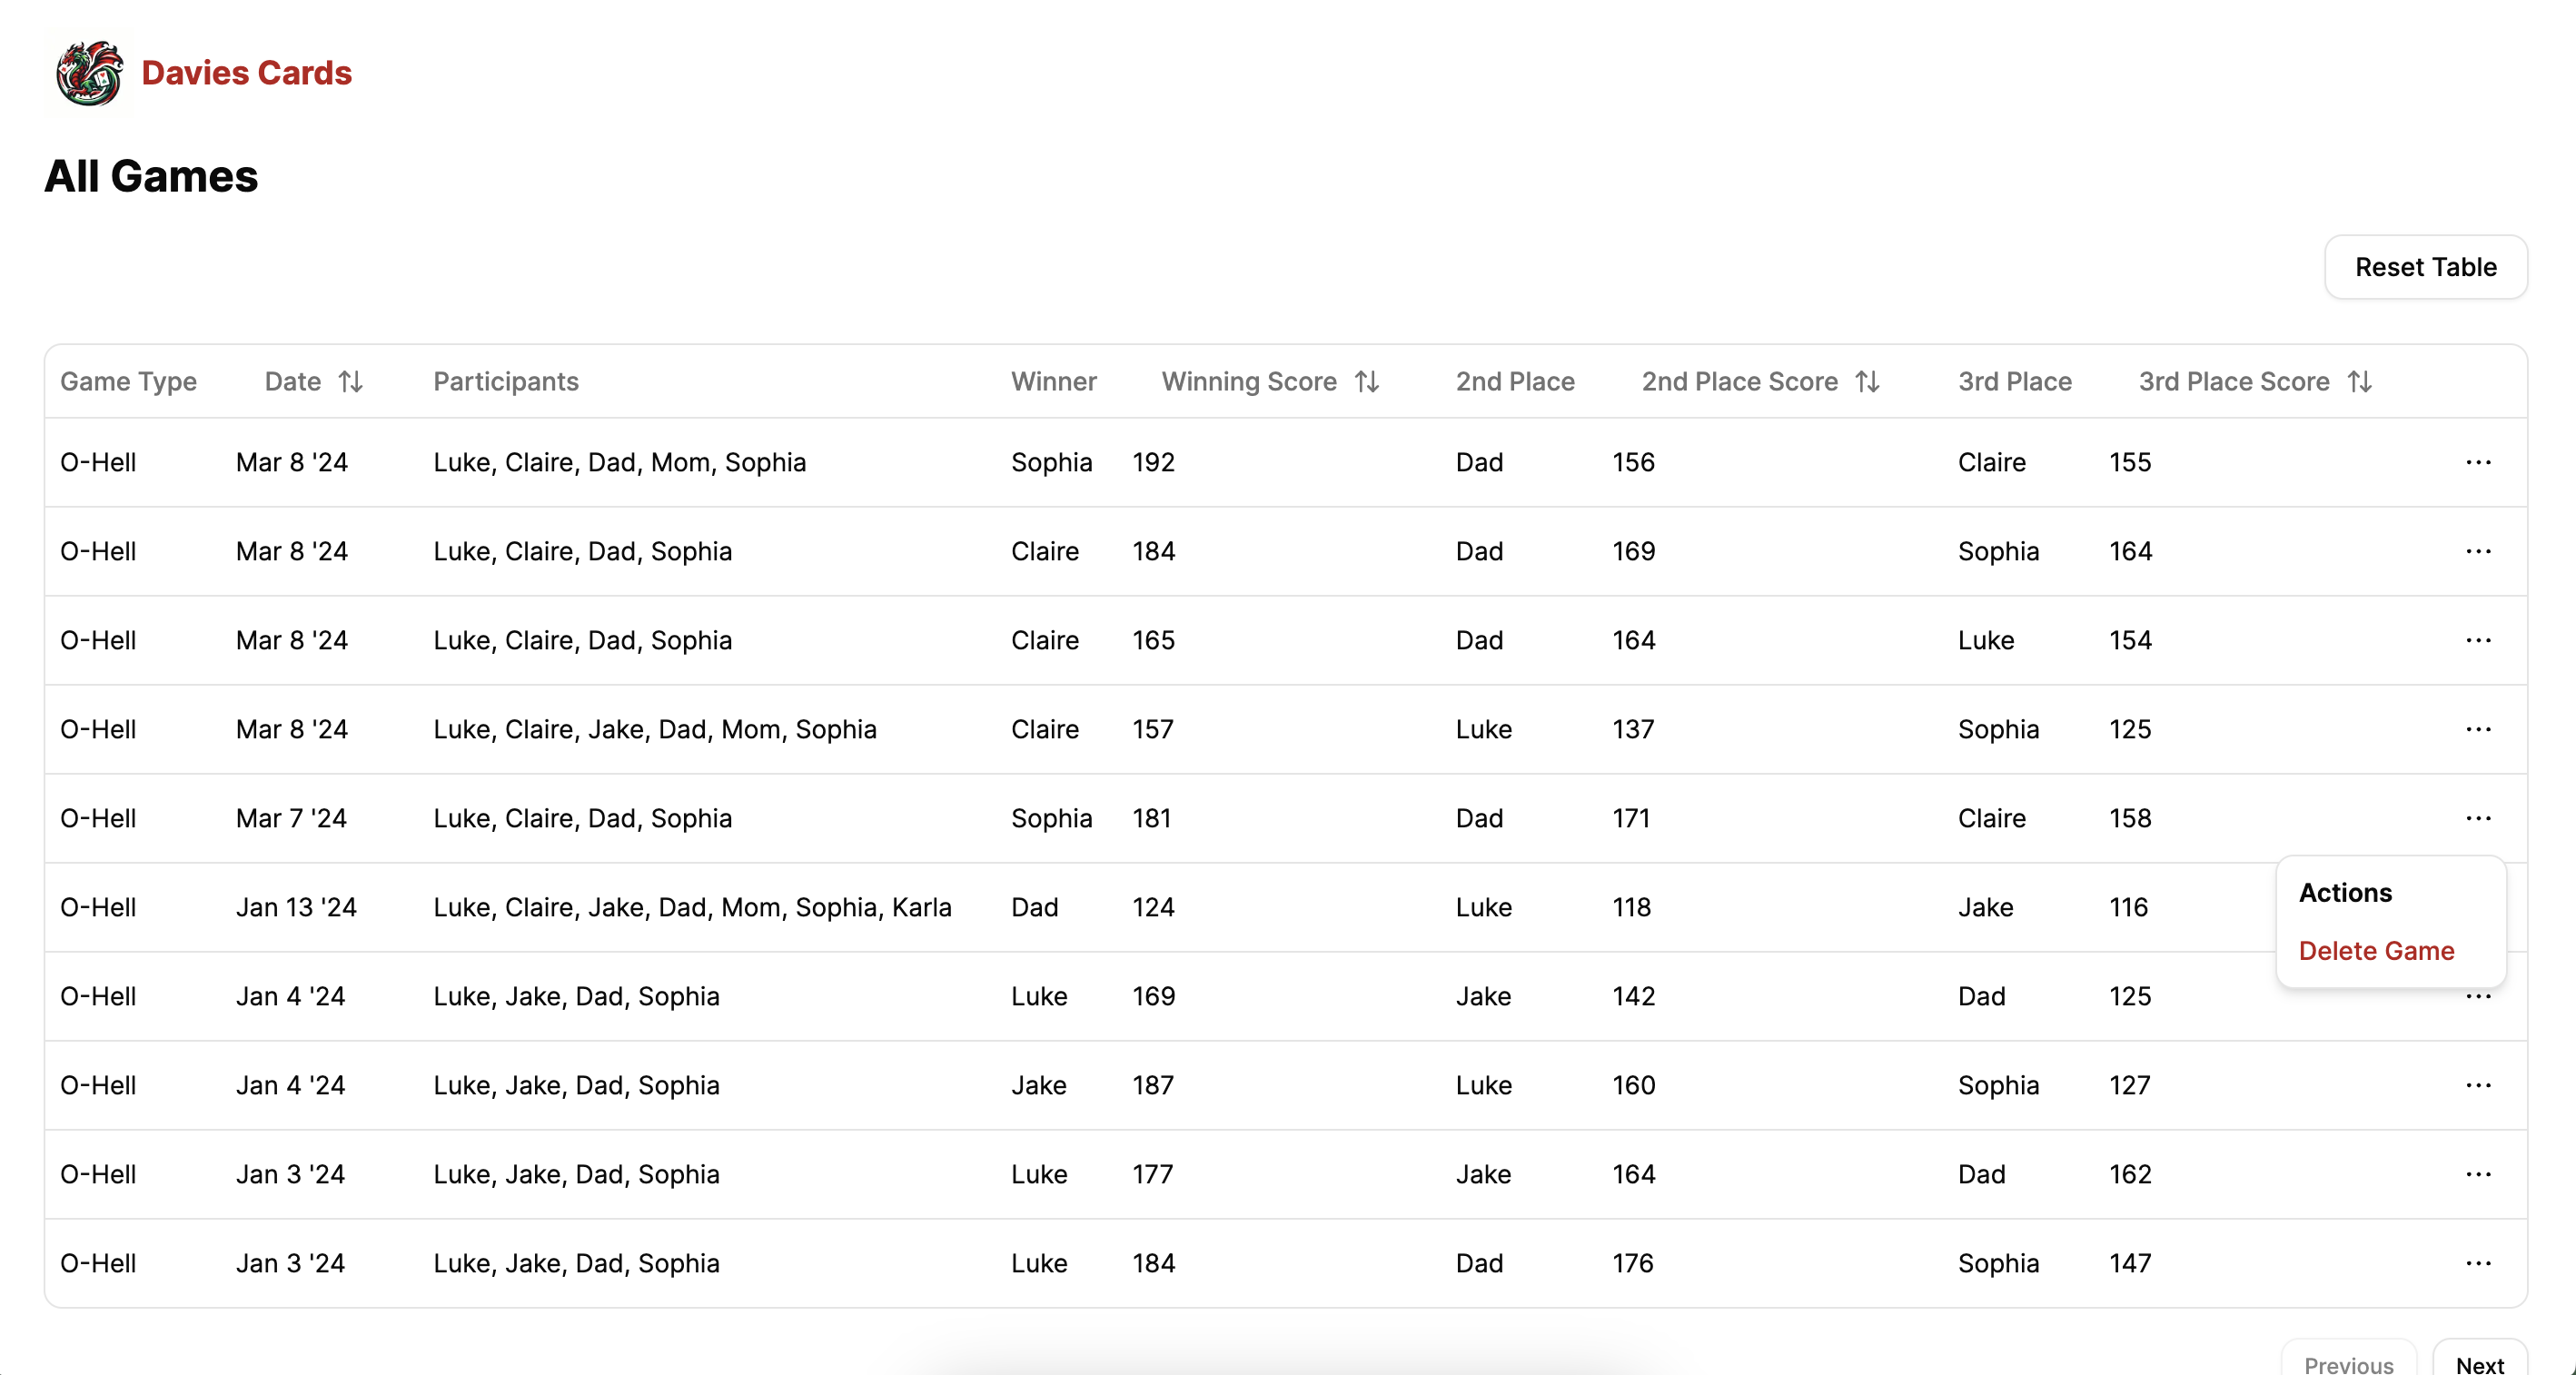 Davies Cards
All Games
Reset Table
Game Type Date Participants Winner Winning Score 2nd Place 2nd Place Score 3rd Place 3rd Place Score
O-Hell Mar 8 '24 Luke, Claire, Dad, Mom, Sophia Sophia 192 Dad 156 Claire 155 ...
O-Hell Mar 8 '24 Luke, Claire, Dad, Sophia Claire 184 Dad 169 Sophia 164 ...
O-Hell Mar 8 '24 Luke, Claire, Dad, Sophia Claire 165 Dad 164 Luke 154 ...
O-Hell Mar 8 '24 Luke, Claire, Jake, Dad, Mom, Sophia Claire 157 Luke 137 Sophia 125 ...
O-Hell Mar 7 '24 Luke, Claire, Dad, Sophia Sophia 181 Dad 171 Claire 158 ...
O-Hell Jan 13 '24 Luke, Claire, Jake, Dad, Mom, Sophia, Karla Dad 124 Luke 118 Jake 116
Actions
Delete Game
O-Hell Jan 4 '24 Luke, Jake, Dad, Sophia Luke 169 Jake 142 Dad 125 ...
O-Hell Jan 4 '24 Luke, Jake, Dad, Sophia Jake 187 Luke 160 Sophia 127 ...
O-Hell Jan 3 '24 Luke, Jake, Dad, Sophia Luke 177 Jake 164 Dad 162 ...
O-Hell Jan 3 '24 Luke, Jake, Dad, Sophia Luke 184 Dad 176 Sophia 147 ...
Previous Next